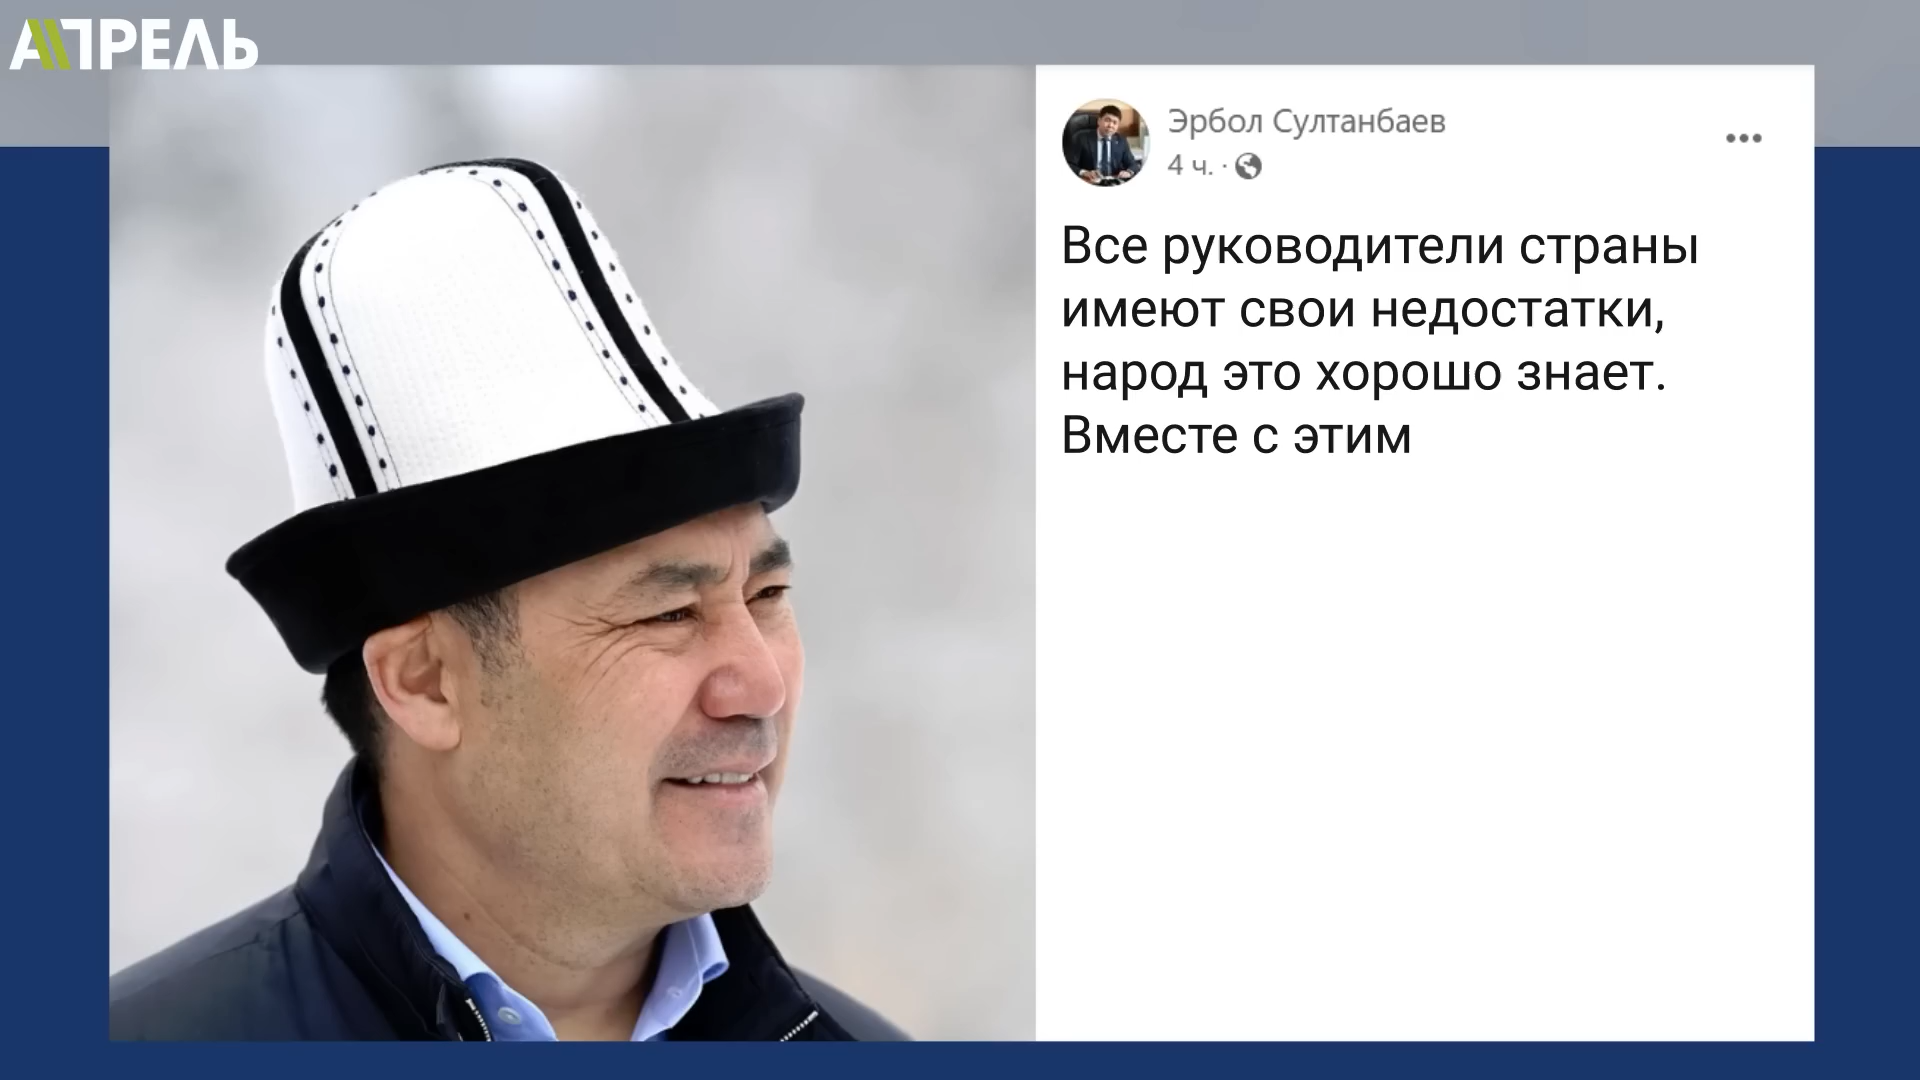 АПРЕЛЬ
Эрбол Султанбаев
4 ч. ·
Все руководители страны
имеют свои недостатки,
народ это хорошо знает.
Вместе с этим